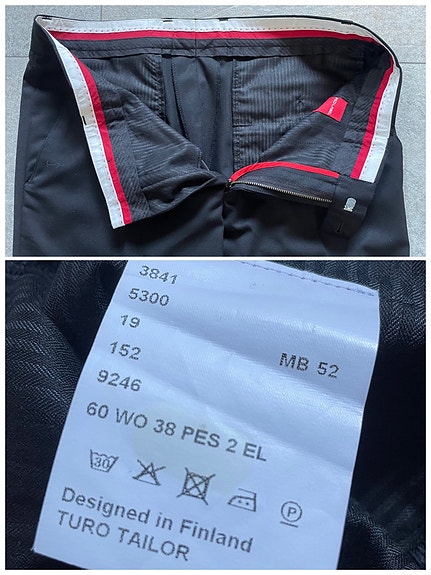 3841
5300
19
152
MB 52
9246
60 WO 38 PES 2 EL
30
P
Designed in Finland
TURO TAILOR